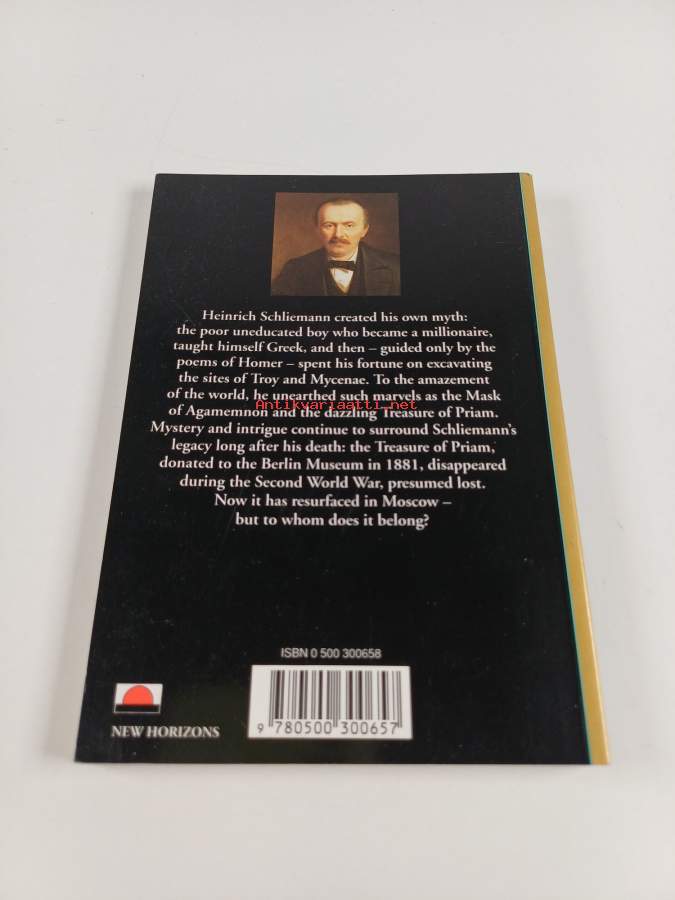 Heinrich Schliemann created his own myth:
the poor uneducated boy who became a millionaire,
taught himself Greek, and then – guided only by the
poems of Homer – spent his fortune on excavating
the sites of Troy and Mycenae. To the amazement
of the world, he unearthed such marvels as the Mask
Antikvariaatti.net
of Agamemnon and the dazzling Treasure of Priam.
Mystery and intrigue continue to surround Schliemann's
legacy long after his death: the Treasure of Priam,
donated to the Berlin Museum in 1881, disappeared
during the Second World War, presumed lost.
Now it has resurfaced in Moscow –
but to whom does it belong?
ISBN 0 500 300658
9 780500 300657
NEW HORIZONS